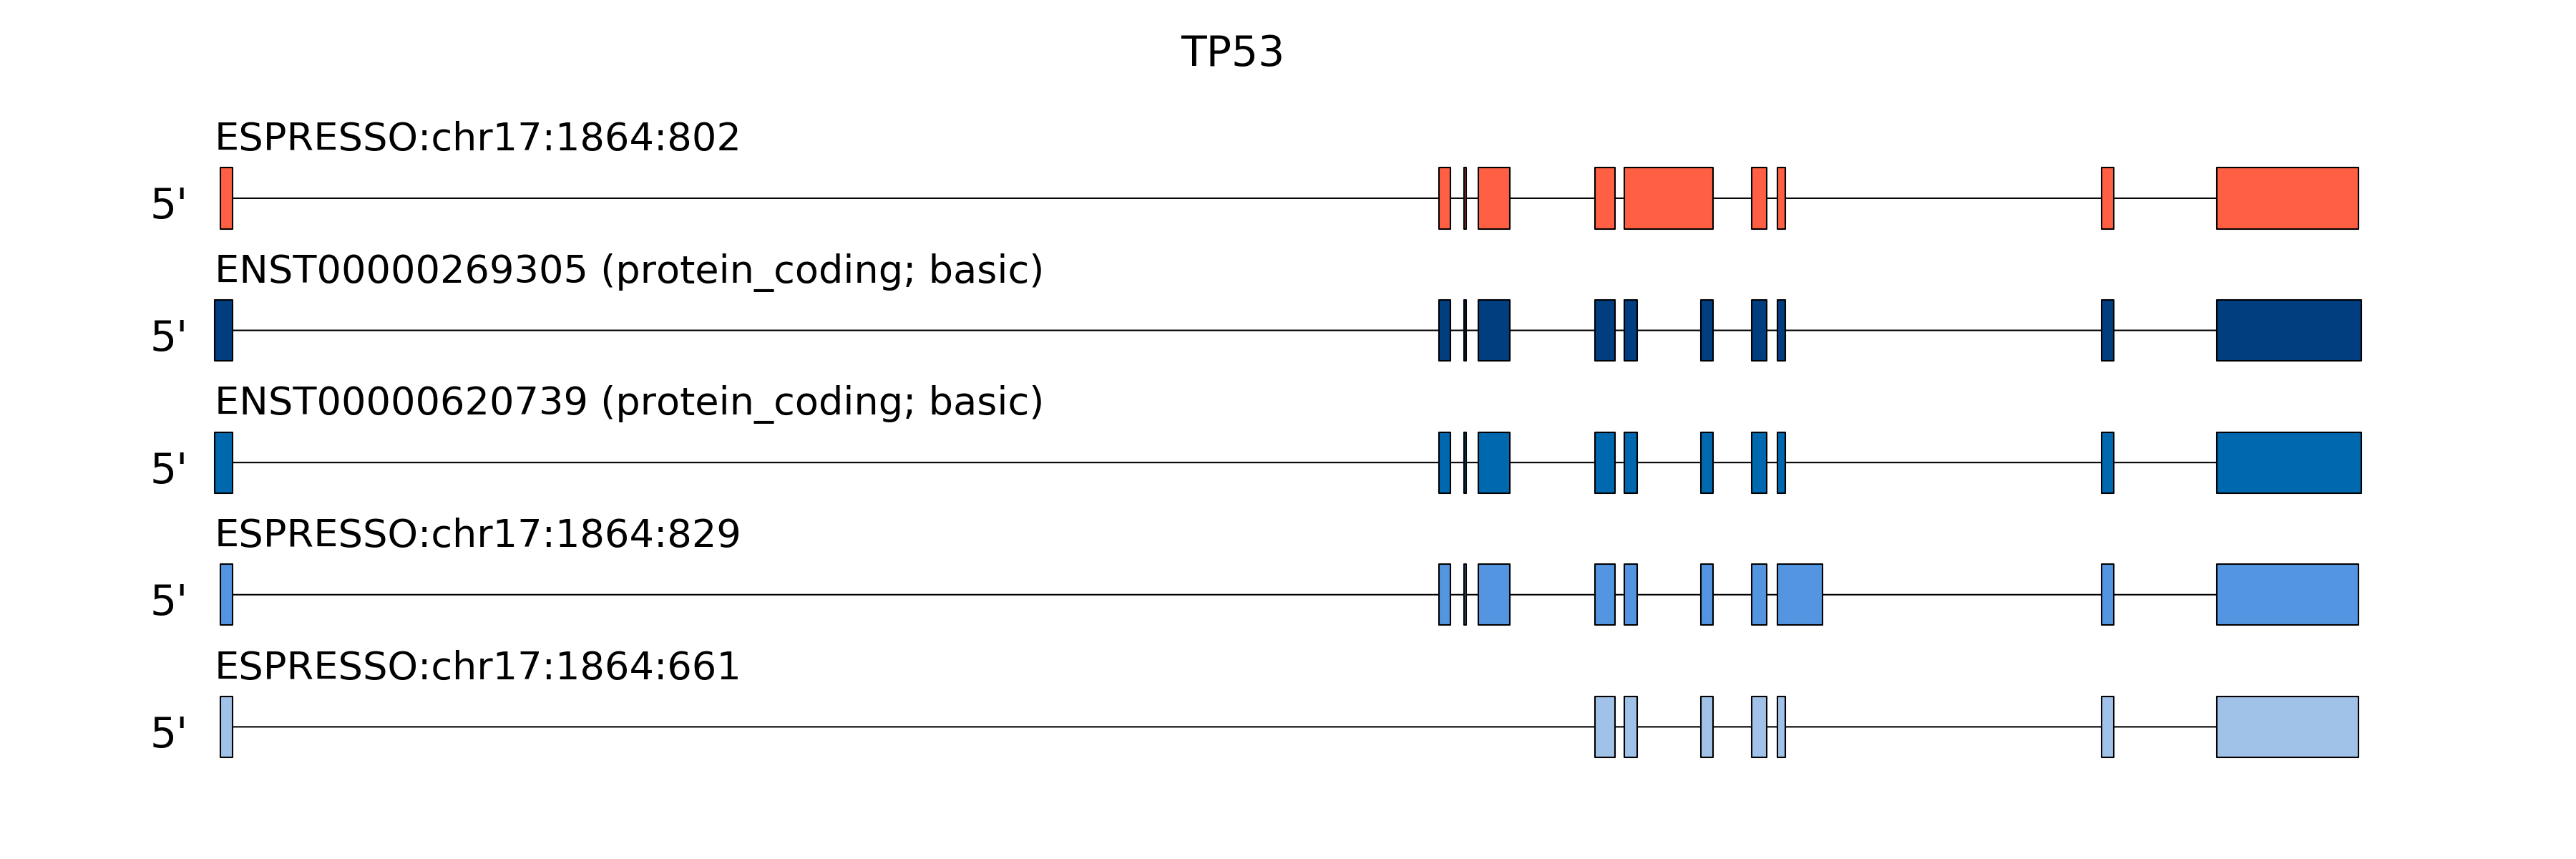 TP53
ESPRESSO:chr17:1864:802
5'
ENST00000269305 (protein_coding; basic)
5'
ENST00000620739 (protein_coding; basic)
5'
ESPRESSO:chr17:1864:829
5'
ESPRESSO:chr17:1864:661
5'